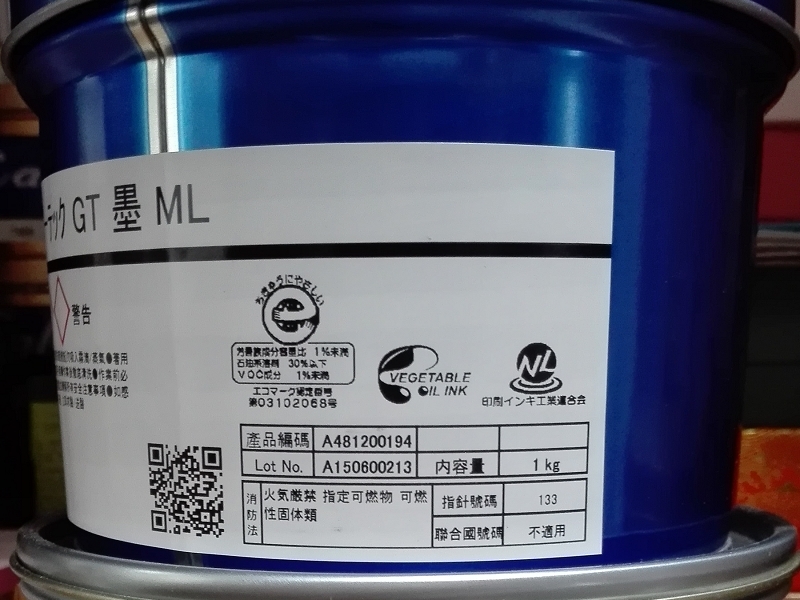 ーテック GT 墨 ML
警告
ちきゅうにやさしい
芳香族成分容量比 1%未満
石油系溶剤 30%以下
VOC成分 1%未満
エコマーク認定番号
第03102068号
VEGETABLE
OIL INK
NL
印刷インキ工業連合会
產品編碼 A481200194
Lot No. A150600213 内容量 1 kg
消防法 火気厳禁 指定可燃物 可燃
性固体類
指針號碼 133
聯合國號碼 不適用